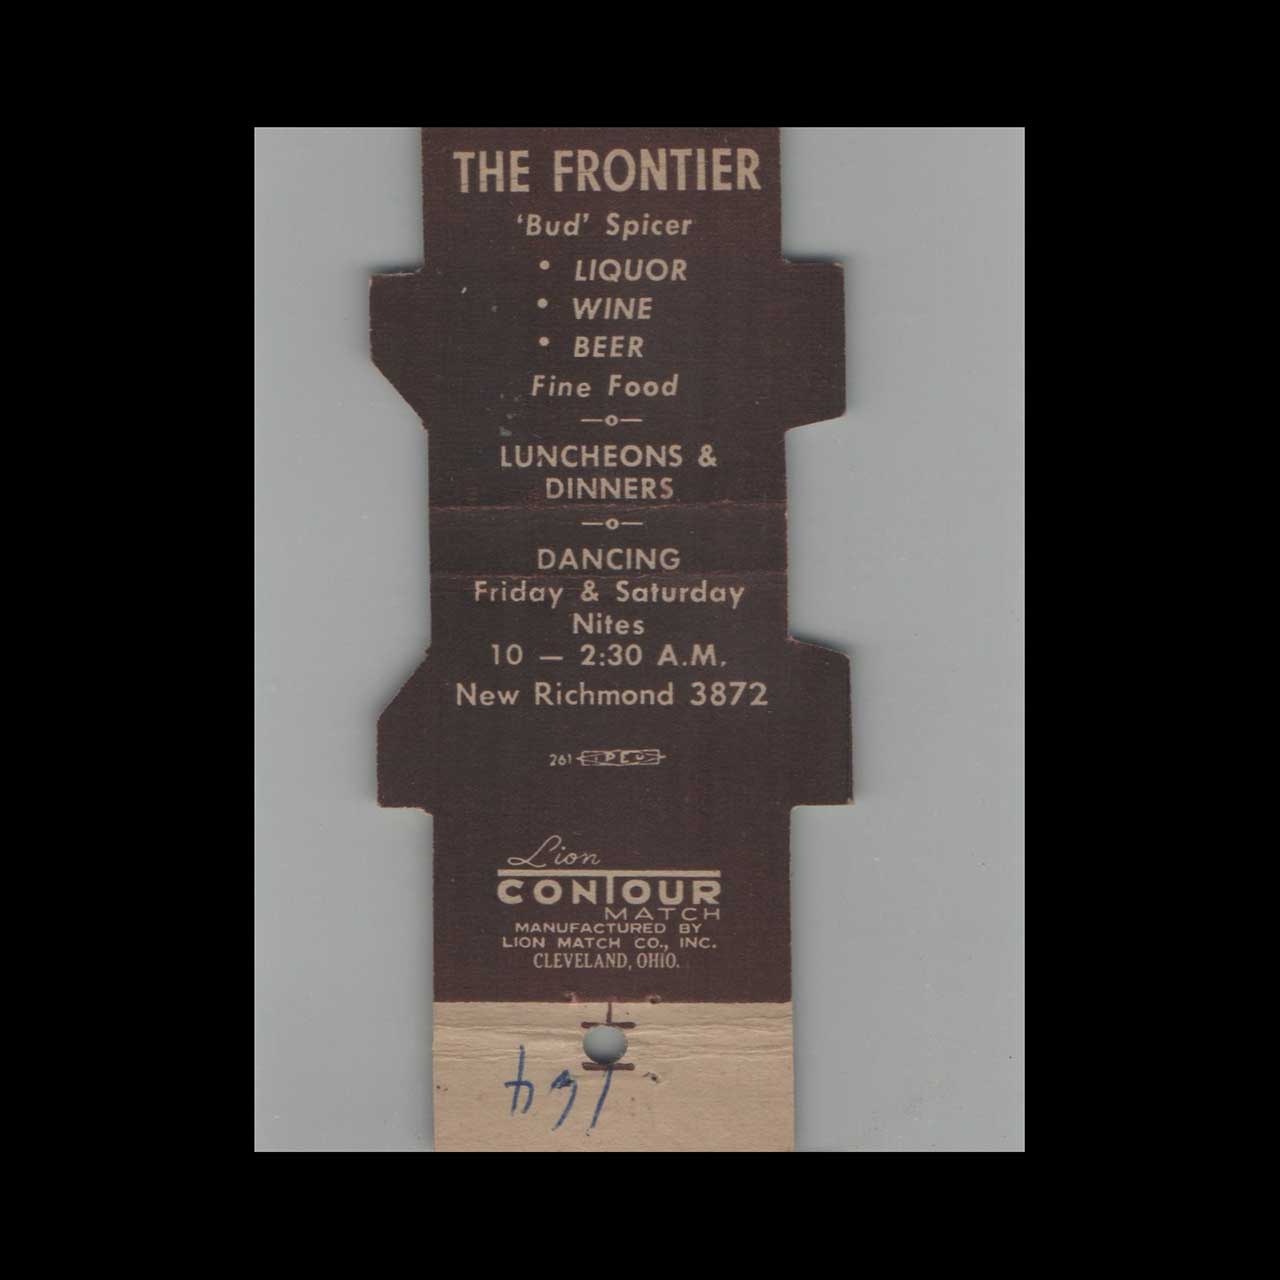 THE FRONTIER
'Bud' Spicer
• LIQUOR
• WINE
• BEER
Fine Food
—o—
LUNCHEONS &
DINNERS
—o—
DANCING
Friday & Saturday
Nites
10 — 2:30 A.M.
New Richmond 3872
261
Lion
CONTOUR
MATCH
MANUFACTURED BY
LION MATCH CO., INC.
CLEVELAND, OHIO.